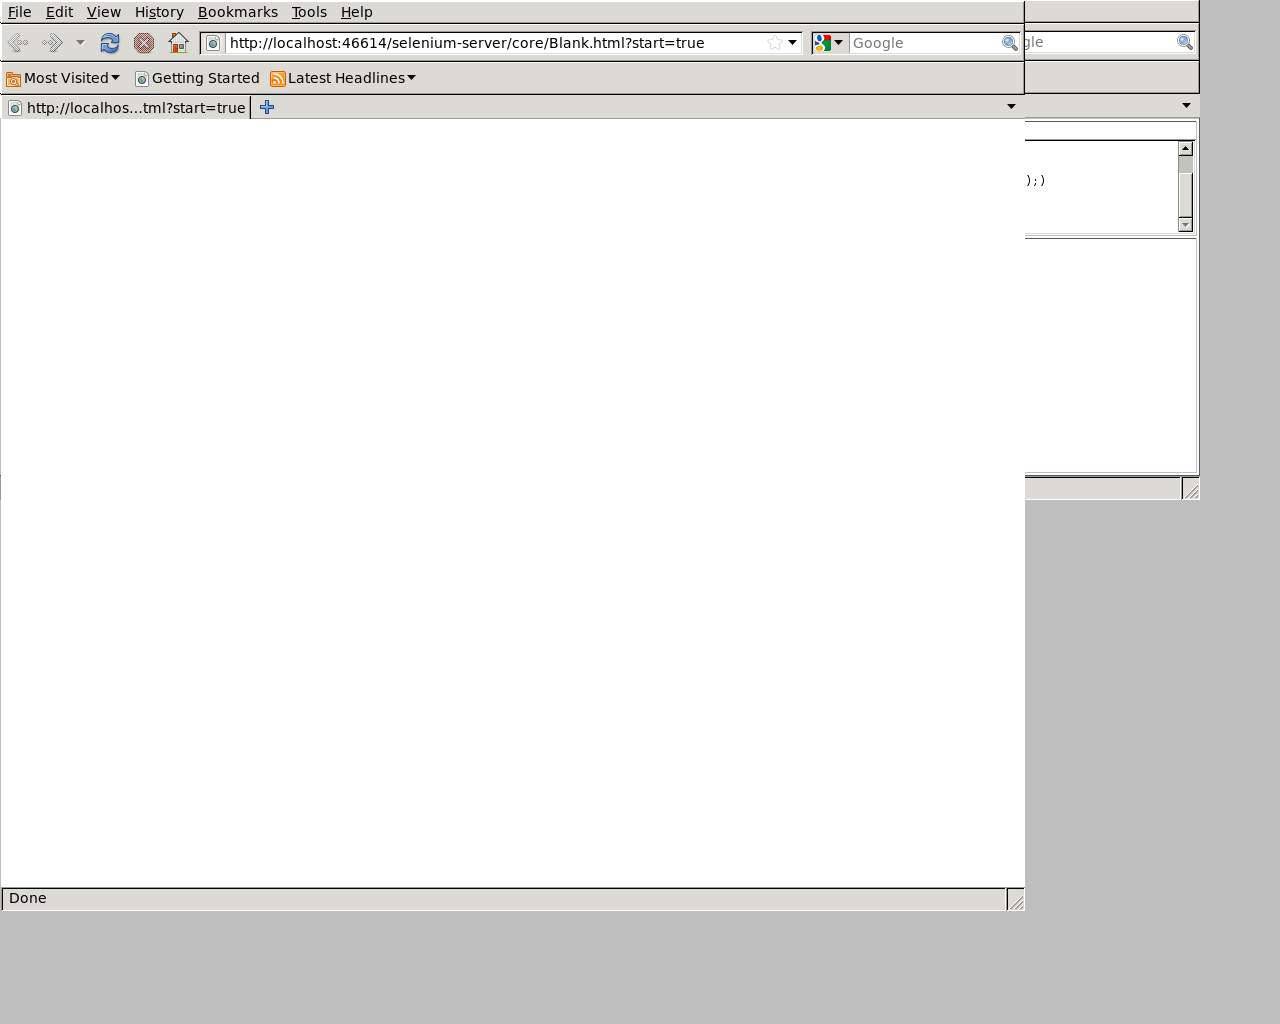 File Edit View History Bookmarks Tools Help
http://localhost:46614/selenium-server/core/Blank.html?start=true Google gle
Most Visited Getting Started Latest Headlines
http://localhos...tml?start=true
);)
Done